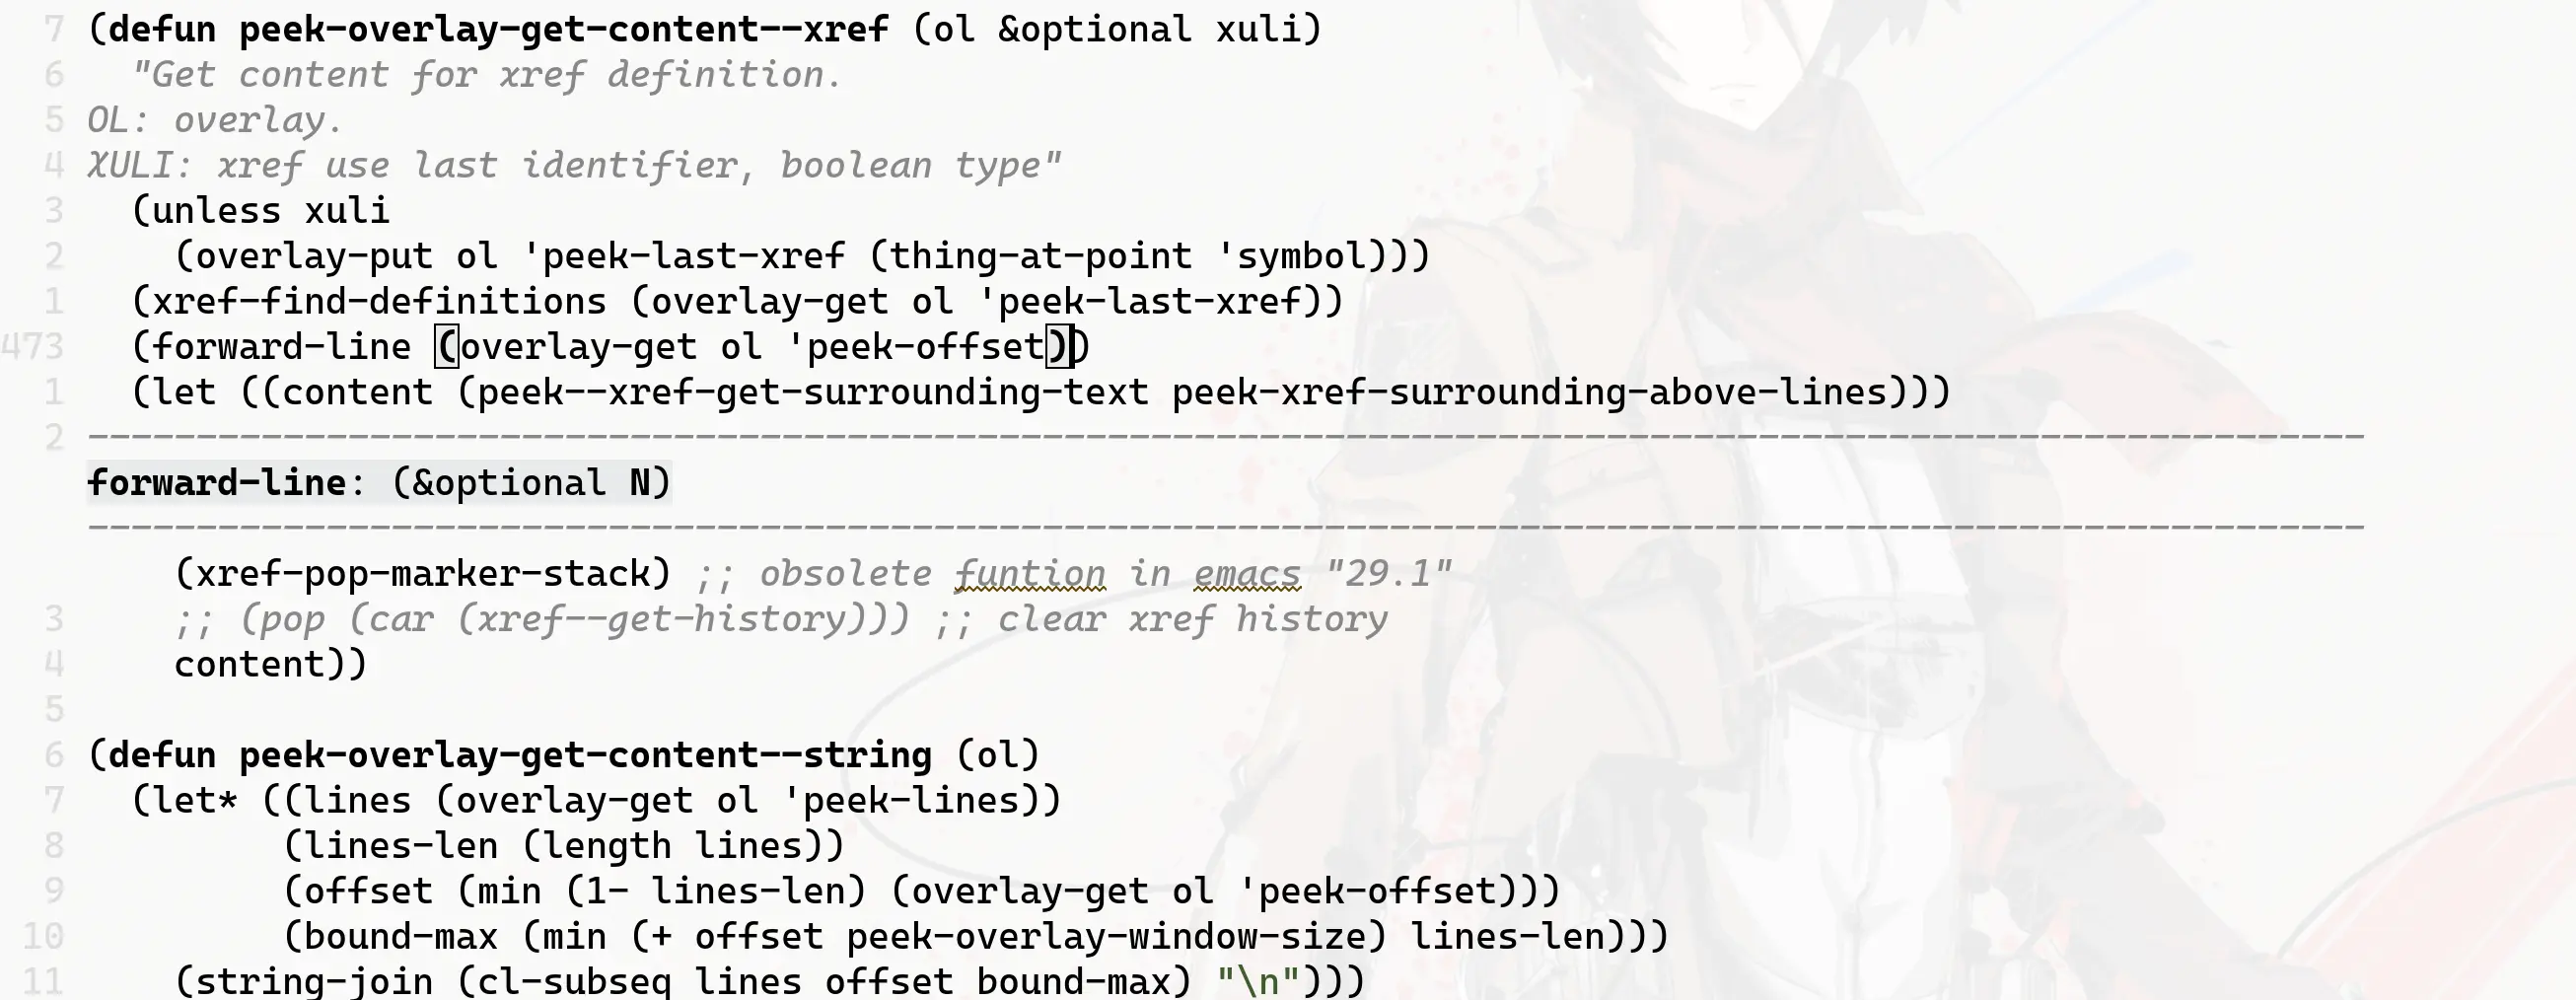 7 (defun peek-overlay-get-content--xref (ol &optional xuli)
6   "Get content for xref definition.
5 OL: overlay.
4 XULI: xref use last identifier, boolean type"
3   (unless xuli
2     (overlay-put ol 'peek-last-xref (thing-at-point 'symbol)))
1   (xref-find-definitions (overlay-get ol 'peek-last-xref))
473   (forward-line (overlay-get ol 'peek-offset))
1   (let ((content (peek--xref-get-surrounding-text peek-xref-surrounding-above-lines)))
2 ---------------------------------------------------------------------------------------------------------
forward-line: (&optional N)
---------------------------------------------------------------------------------------------------------
    (xref-pop-marker-stack) ;; obsolete funtion in emacs "29.1"
3     ;; (pop (car (xref--get-history))) ;; clear xref history
4     content))
5
6 (defun peek-overlay-get-content--string (ol)
7   (let* ((lines (overlay-get ol 'peek-lines))
8          (lines-len (length lines))
9          (offset (min (1- lines-len) (overlay-get ol 'peek-offset)))
10          (bound-max (min (+ offset peek-overlay-window-size) lines-len)))
11     (string-join (cl-subseq lines offset bound-max) "\n")))